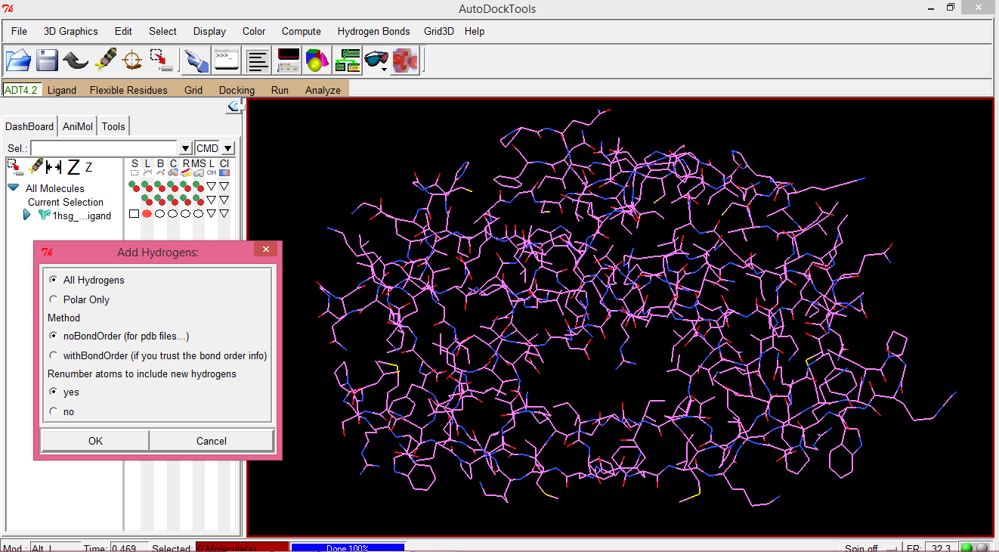 AutoDockTools
File 3D Graphics Edit Select Display Color Compute Hydrogen Bonds Grid3D Help
>>>_
ADT4.2 Ligand Flexible Residues Grid Docking Run Analyze
DashBoard AniMol Tools
Sel.: CMD
S L B C R MS L Cl
Z Z OH
All Molecules
Current Selection
1hsg_...igand
Add Hydrogens:
All Hydrogens
Polar Only
Method
noBondOrder (for pdb files...)
withBondOrder (if you trust the bond order info)
Renumber atoms to include new hydrogens
yes
no
OK Cancel
Mod.: Alt_L Time: 0.469 Selected: 0 Molecule(s) Done 100% Spin off FR: 32.3